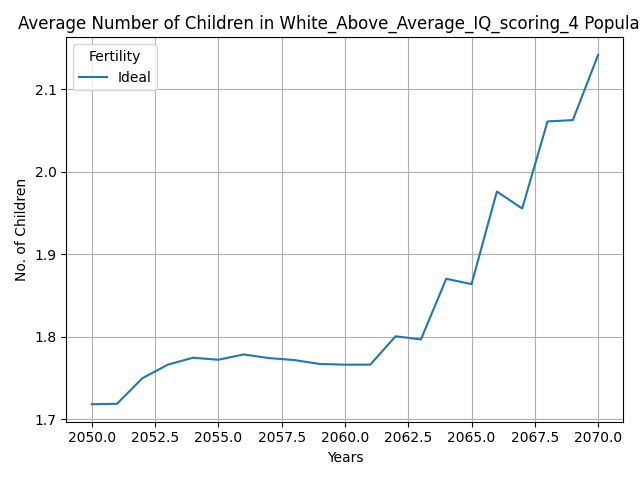 Average Number of Children in White_Above_Average_IQ_scoring_4 Popula
Fertility
Ideal
2.1
2.0
1.9
1.8
1.7
No. of Children
2050.0 2052.5 2055.0 2057.5 2060.0 2062.5 2065.0 2067.5 2070.0
Years